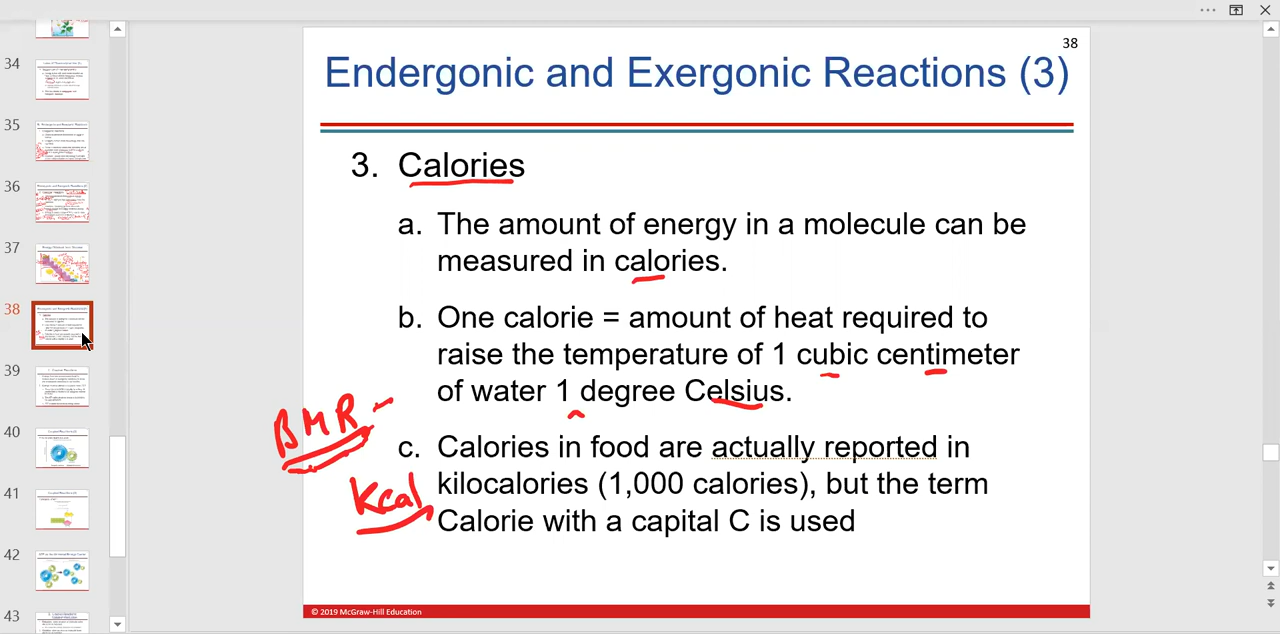 34
35
36
37
38
39
40
41
42
43
38
Endergonic and Exergonic Reactions (3)
3. Calories
a. The amount of energy in a molecule can be
measured in calories.
b. One calorie = amount of heat required to
raise the temperature of 1 cubic centimeter
of water 1 degree Celsius.
BMR -
c. Calories in food are actually reported in
kilocalories (1,000 calories), but the term
Kcal
Calorie with a capital C is used
© 2019 McGraw-Hill Education